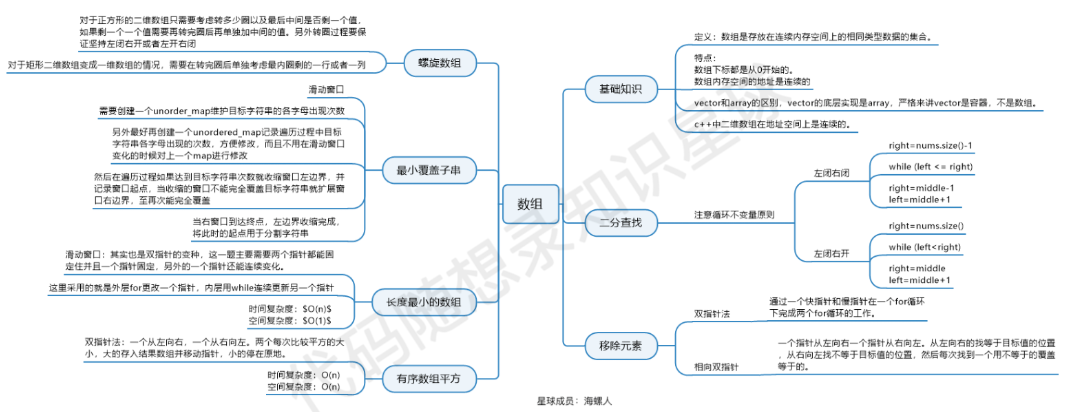 数组
螺旋数组
对于正方形的二维数组只需要考虑转多少圈以及最后中间是否剩一个值，
如果剩一个一个值需要再转完圈后再单独加中间的值。另外转圈过程要保
证坚持左闭右开或者左开右闭
对于矩形二维数组变成一维数组的情况，需要在转完圈后单独考虑最内圈剩的一行或者一列
最小覆盖子串
滑动窗口
需要创建一个unorder_map维护目标字符串的各字母出现次数
另外最好再创建一个unordered_map记录遍历过程中目标
字符串各字母出现的次数，方便修改，而且不用在滑动窗口
变化的时候对上一个map进行修改
然后在遍历过程如果达到目标字符串次数就收缩窗口左边界，并
记录窗口起点，当收缩的窗口不能完全覆盖目标字符串就扩展窗
口右边界，至再次能完全覆盖
当右窗口到达终点，左边界收缩完成，
将此时的起点用于分割字符串
长度最小的数组
滑动窗口：其实也是双指针的变种，这一题主要需要两个指针都能固
定住并且一个指针固定，另外的一个指针还能连续变化。
这里采用的就是外层for更改一个指针，内层用while连续更新另一个指针
时间复杂度：$O(n)$
空间复杂度：$O(1)$
有序数组平方
双指针法：一个从左向右，一个从右向左。两个每次比较平方的大
小，大的存入结果数组并移动指针，小的停在原地。
时间复杂度：O(n)
空间复杂度：O(n)
基础知识
定义：数组是存放在连续内存空间上的相同类型数据的集合。
特点：
数组下标都是从0开始的。
数组内存空间的地址是连续的
vector和array的区别，vector的底层实现是array，严格来讲vector是容器，不是数组。
c++中二维数组在地址空间上是连续的。
二分查找
注意循环不变量原则
左闭右闭
right=nums.size()-1
while (left <= right)
right=middle-1
left=middle+1
左闭右开
right=nums.size()
while (left<right)
right=middle
left=middle+1
移除元素
双指针法
通过一个快指针和慢指针在一个for循环
下完成两个for循环的工作。
相向双指针
一个指针从左向右一个指针从右向左。从左向右的找等于目标值的位置
，从右向左找不等于目标值的位置，然后每次找到一个用不等于的覆盖
等于的。
星球成员：海螺人
代码随想录知识星球